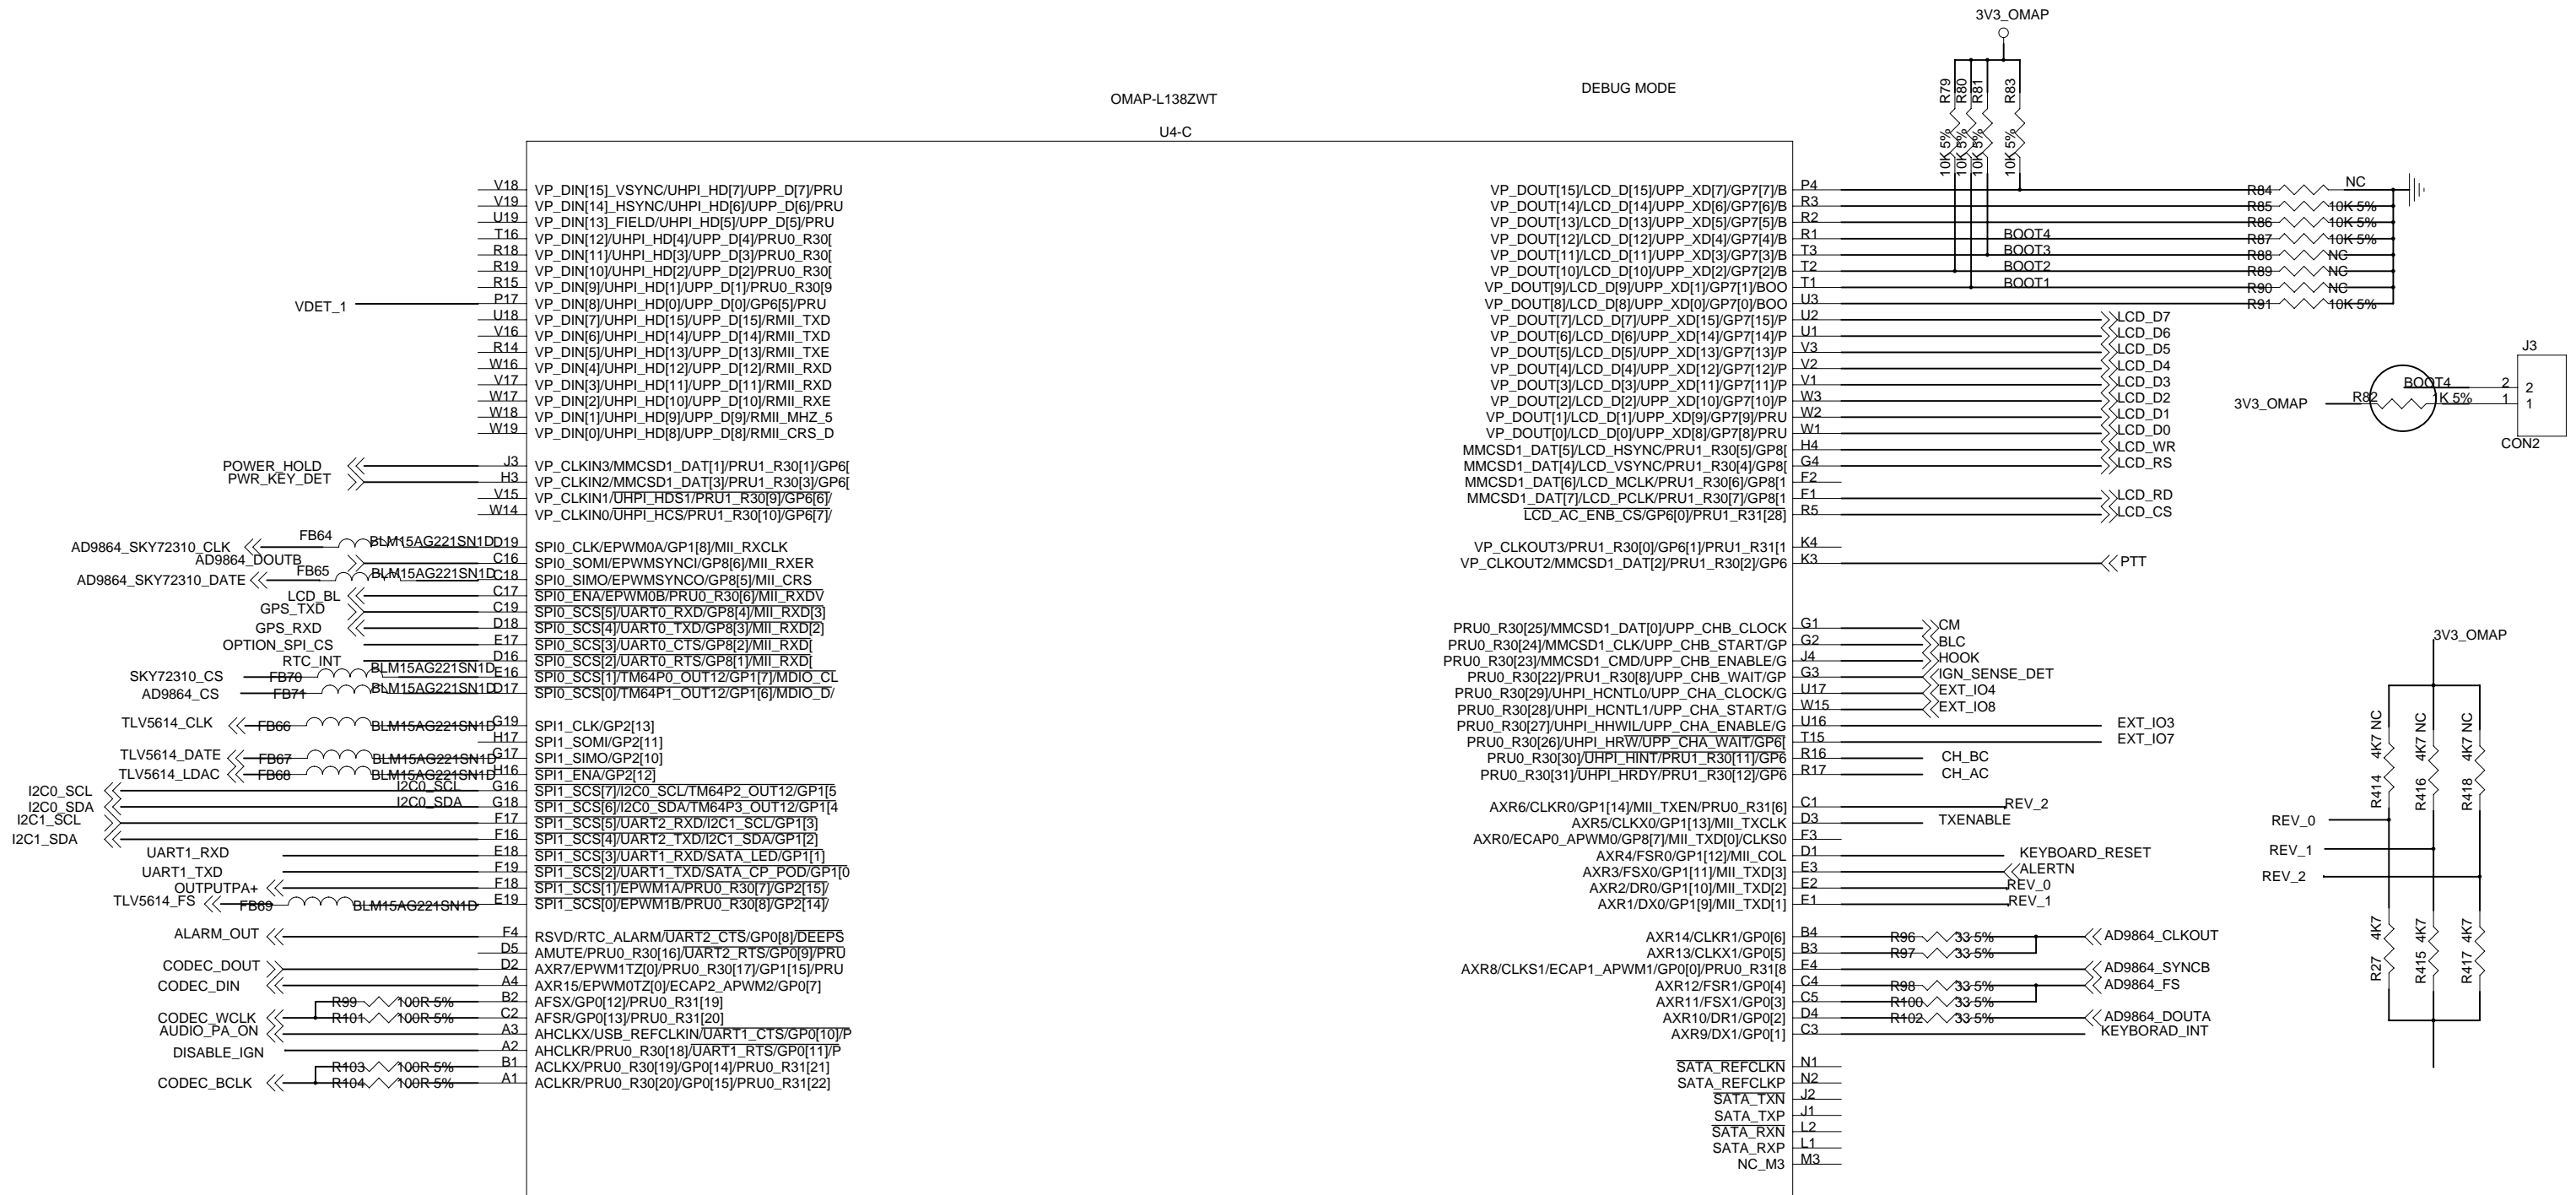 3V3_OMAP
DEBUG MODE
OMAP-L138ZWT
U4-C
R79
R80
R81
R83
10K 5%
10K 5%
10K 5%
10K 5%
V18 VP_DIN[15]_VSYNC/UHPI_HD[7]/UPP_D[7]/PRU
V19 VP_DIN[14]_HSYNC/UHPI_HD[6]/UPP_D[6]/PRU
U19 VP_DIN[13]_FIELD/UHPI_HD[5]/UPP_D[5]/PRU
T16 VP_DIN[12]/UHPI_HD[4]/UPP_D[4]/PRU0_R30[
R18 VP_DIN[11]/UHPI_HD[3]/UPP_D[3]/PRU0_R30[
R19 VP_DIN[10]/UHPI_HD[2]/UPP_D[2]/PRU0_R30[
R15 VP_DIN[9]/UHPI_HD[1]/UPP_D[1]/PRU0_R30[9
VDET_1 P17 VP_DIN[8]/UHPI_HD[0]/UPP_D[0]/GP6[5]/PRU
U18 VP_DIN[7]/UHPI_HD[15]/UPP_D[15]/RMII_TXD
V16 VP_DIN[6]/UHPI_HD[14]/UPP_D[14]/RMII_TXD
R14 VP_DIN[5]/UHPI_HD[13]/UPP_D[13]/RMII_TXE
W16 VP_DIN[4]/UHPI_HD[12]/UPP_D[12]/RMII_RXD
V17 VP_DIN[3]/UHPI_HD[11]/UPP_D[11]/RMII_RXD
W17 VP_DIN[2]/UHPI_HD[10]/UPP_D[10]/RMII_RXE
W18 VP_DIN[1]/UHPI_HD[9]/UPP_D[9]/RMII_MHZ_5
W19 VP_DIN[0]/UHPI_HD[8]/UPP_D[8]/RMII_CRS_D
POWER_HOLD J3 VP_CLKIN3/MMCSD1_DAT[1]/PRU1_R30[1]/GP6[
PWR_KEY_DET H3 VP_CLKIN2/MMCSD1_DAT[3]/PRU1_R30[3]/GP6[
V15 VP_CLKIN1/UHPI_HDS1/PRU1_R30[9]/GP6[6]/
W14 VP_CLKIN0/UHPI_HCS/PRU1_R30[10]/GP6[7]/
AD9864_SKY72310_CLK FB64 BLM15AG221SN1D D19 SPI0_CLK/EPWM0A/GP1[8]/MII_RXCLK
AD9864_DOUTB C16 SPI0_SOMI/EPWMSYNCI/GP8[6]/MII_RXER
AD9864_SKY72310_DATE FB65 BLM15AG221SN1D C18 SPI0_SIMO/EPWMSYNCO/GP8[5]/MII_CRS
LCD_BL C17 SPI0_ENA/EPWM0B/PRU0_R30[6]/MII_RXDV
GPS_TXD C19 SPI0_SCS[5]/UART0_RXD/GP8[4]/MII_RXD[3]
GPS_RXD D18 SPI0_SCS[4]/UART0_TXD/GP8[3]/MII_RXD[2]
OPTION_SPI_CS E17 SPI0_SCS[3]/UART0_CTS/GP8[2]/MII_RXD[
RTC_INT D16 SPI0_SCS[2]/UART0_RTS/GP8[1]/MII_RXD[
SKY72310_CS FB70 BLM15AG221SN1D E16 SPI0_SCS[1]/TM64P0_OUT12/GP1[7]/MDIO_CL
AD9864_CS FB71 BLM15AG221SN1D D17 SPI0_SCS[0]/TM64P1_OUT12/GP1[6]/MDIO_D/
TLV5614_CLK FB66 BLM15AG221SN1D G19 SPI1_CLK/GP2[13]
H17 SPI1_SOMI/GP2[11]
TLV5614_DATE FB67 BLM15AG221SN1D G17 SPI1_SIMO/GP2[10]
TLV5614_LDAC FB68 BLM15AG221SN1D H16 SPI1_ENA/GP2[12]
I2C0_SCL I2C0_SCL G16 SPI1_SCS[7]/I2C0_SCL/TM64P2_OUT12/GP1[5
I2C0_SDA I2C0_SDA G18 SPI1_SCS[6]/I2C0_SDA/TM64P3_OUT12/GP1[4
I2C1_SCL F17 SPI1_SCS[5]/UART2_RXD/I2C1_SCL/GP1[3]
I2C1_SDA F16 SPI1_SCS[4]/UART2_TXD/I2C1_SDA/GP1[2]
UART1_RXD E18 SPI1_SCS[3]/UART1_RXD/SATA_LED/GP1[1]
UART1_TXD F19 SPI1_SCS[2]/UART1_TXD/SATA_CP_POD/GP1[0
OUTPUTPA+ F18 SPI1_SCS[1]/EPWM1A/PRU0_R30[7]/GP2[15]/
TLV5614_FS FB69 BLM15AG221SN1D E19 SPI1_SCS[0]/EPWM1B/PRU0_R30[8]/GP2[14]/
ALARM_OUT F4 RSVD/RTC_ALARM/UART2_CTS/GP0[8]/DEEPS
D5 AMUTE/PRU0_R30[16]/UART2_RTS/GP0[9]/PRU
CODEC_DOUT D2 AXR7/EPWM1TZ[0]/PRU0_R30[17]/GP1[15]/PRU
CODEC_DIN A4 AXR15/EPWM0TZ[0]/ECAP2_APWM2/GP0[7]
R99 100R 5% B2 AFSX/GP0[12]/PRU0_R31[19]
CODEC_WCLK R101 100R 5% C2 AFSR/GP0[13]/PRU0_R31[20]
AUDIO_PA_ON A3 AHCLKX/USB_REFCLKIN/UART1_CTS/GP0[10]/P
DISABLE_IGN A2 AHCLKR/PRU0_R30[18]/UART1_RTS/GP0[11]/P
R103 100R 5% B1 ACLKX/PRU0_R30[19]/GP0[14]/PRU0_R31[21]
CODEC_BCLK R104 100R 5% A1 ACLKR/PRU0_R30[20]/GP0[15]/PRU0_R31[22]
VP_DOUT[15]/LCD_D[15]/UPP_XD[7]/GP7[7]/B P4 R84 NC
VP_DOUT[14]/LCD_D[14]/UPP_XD[6]/GP7[6]/B R3 R85 10K 5%
VP_DOUT[13]/LCD_D[13]/UPP_XD[5]/GP7[5]/B R2 R86 10K 5%
VP_DOUT[12]/LCD_D[12]/UPP_XD[4]/GP7[4]/B R1 BOOT4 R87 10K 5%
VP_DOUT[11]/LCD_D[11]/UPP_XD[3]/GP7[3]/B T3 BOOT3 R88 NC
VP_DOUT[10]/LCD_D[10]/UPP_XD[2]/GP7[2]/B T2 BOOT2 R89 NC
VP_DOUT[9]/LCD_D[9]/UPP_XD[1]/GP7[1]/BOO T1 BOOT1 R90 NC
VP_DOUT[8]/LCD_D[8]/UPP_XD[0]/GP7[0]/BOO U3 R91 10K 5%
VP_DOUT[7]/LCD_D[7]/UPP_XD[15]/GP7[15]/P U2 LCD_D7
VP_DOUT[6]/LCD_D[6]/UPP_XD[14]/GP7[14]/P U1 LCD_D6
VP_DOUT[5]/LCD_D[5]/UPP_XD[13]/GP7[13]/P V3 LCD_D5
VP_DOUT[4]/LCD_D[4]/UPP_XD[12]/GP7[12]/P V2 LCD_D4
VP_DOUT[3]/LCD_D[3]/UPP_XD[11]/GP7[11]/P V1 LCD_D3
VP_DOUT[2]/LCD_D[2]/UPP_XD[10]/GP7[10]/P W3 LCD_D2
VP_DOUT[1]/LCD_D[1]/UPP_XD[9]/GP7[9]/PRU W2 LCD_D1
VP_DOUT[0]/LCD_D[0]/UPP_XD[8]/GP7[8]/PRU W1 LCD_D0
MMCSD1_DAT[5]/LCD_HSYNC/PRU1_R30[5]/GP8[ H4 LCD_WR
MMCSD1_DAT[4]/LCD_VSYNC/PRU1_R30[4]/GP8[ G4 LCD_RS
MMCSD1_DAT[6]/LCD_MCLK/PRU1_R30[6]/GP8[1 F2
MMCSD1_DAT[7]/LCD_PCLK/PRU1_R30[7]/GP8[1 F1 LCD_RD
LCD_AC_ENB_CS/GP6[0]/PRU1_R31[28] R5 LCD_CS
VP_CLKOUT3/PRU1_R30[0]/GP6[1]/PRU1_R31[1 K4
VP_CLKOUT2/MMCSD1_DAT[2]/PRU1_R30[2]/GP6 K3 PTT
PRU0_R30[25]/MMCSD1_DAT[0]/UPP_CHB_CLOCK G1 CM
PRU0_R30[24]/MMCSD1_CLK/UPP_CHB_START/GP G2 BLC
PRU0_R30[23]/MMCSD1_CMD/UPP_CHB_ENABLE/G J4 HOOK
PRU0_R30[22]/PRU1_R30[8]/UPP_CHB_WAIT/GP G3 IGN_SENSE_DET
PRU0_R30[29]/UHPI_HCNTL0/UPP_CHA_CLOCK/G U17 EXT_IO4
PRU0_R30[28]/UHPI_HCNTL1/UPP_CHA_START/G W15 EXT_IO8
PRU0_R30[27]/UHPI_HHWIL/UPP_CHA_ENABLE/G U16 EXT_IO3
PRU0_R30[26]/UHPI_HRW/UPP_CHA_WAIT/GP6[ T15 EXT_IO7
PRU0_R30[30]/UHPI_HINT/PRU1_R30[11]/GP6 R16 CH_BC
PRU0_R30[31]/UHPI_HRDY/PRU1_R30[12]/GP6 R17 CH_AC
AXR6/CLKR0/GP1[14]/MII_TXEN/PRU0_R31[6] C1 REV_2
AXR5/CLKX0/GP1[13]/MII_TXCLK D3 TXENABLE
AXR0/ECAP0_APWM0/GP8[7]/MII_TXD[0]/CLKS0 F3
AXR4/FSR0/GP1[12]/MII_COL D1 KEYBOARD_RESET
AXR3/FSX0/GP1[11]/MII_TXD[3] E3 ALERTN
AXR2/DR0/GP1[10]/MII_TXD[2] E2 REV_0
AXR1/DX0/GP1[9]/MII_TXD[1] E1 REV_1
AXR14/CLKR1/GP0[6] B4 R96 33 5% AD9864_CLKOUT
AXR13/CLKX1/GP0[5] B3 R97 33 5%
AXR8/CLKS1/ECAP1_APWM1/GP0[0]/PRU0_R31[8 E4 AD9864_SYNCB
AXR12/FSR1/GP0[4] C4 R98 33 5% AD9864_FS
AXR11/FSX1/GP0[3] C5 R100 33 5%
AXR10/DR1/GP0[2] D4 R102 33 5% AD9864_DOUTA
AXR9/DX1/GP0[1] C3 KEYBORAD_INT
SATA_REFCLKN N1
SATA_REFCLKP N2
SATA_TXN J2
SATA_TXP J1
SATA_RXN L2
SATA_RXP L1
NC_M3 M3
J3
BOOT4 2 2
3V3_OMAP R82 1K 5% 1 1
CON2
3V3_OMAP
R414 4K7 NC
R416 4K7 NC
R418 4K7 NC
REV_0
REV_1
REV_2
R27 4K7
R415 4K7
R417 4K7